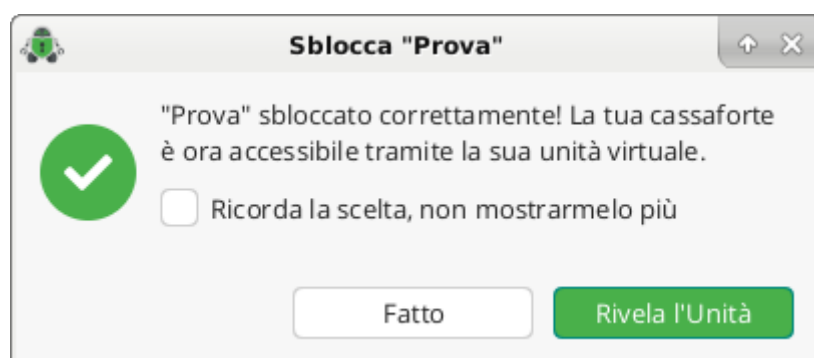 Sblocca "Prova"
"Prova" sbloccato correttamente! La tua cassaforte
è ora accessibile tramite la sua unità virtuale.
Ricorda la scelta, non mostrarmelo più
Fatto
Rivela l'Unità